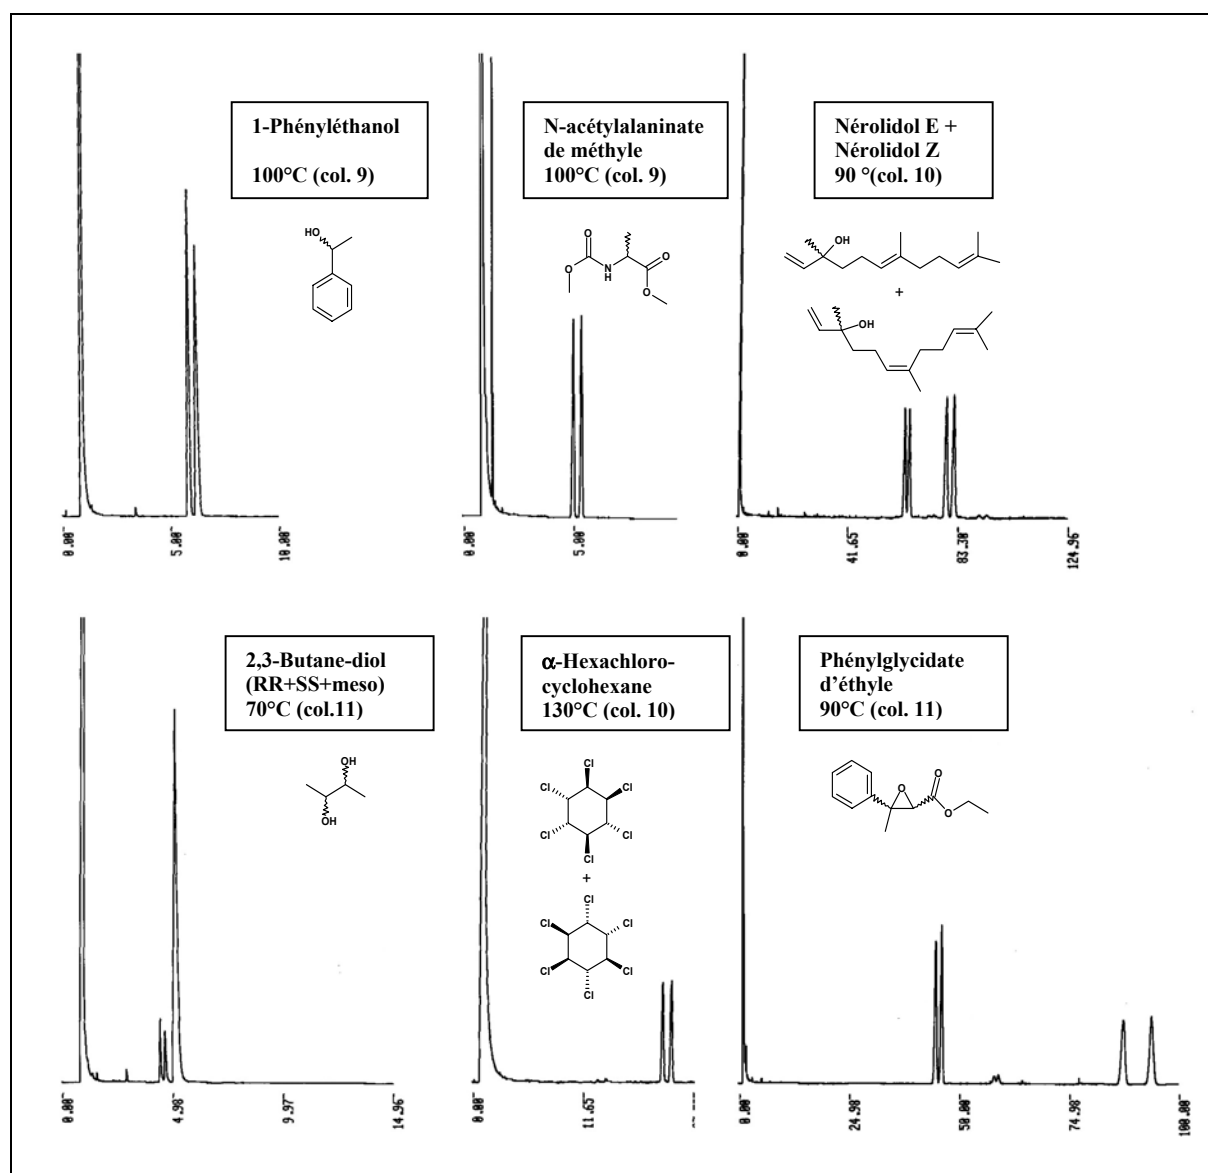 1-Phényléthanol
100°C (col. 9)
HO
0.00
5.00
10.00
N-acétylalaninate
de méthyle
100°C (col. 9)
O
O
N
H
O
O
0.00
5.00
Nérolidol E +
Nérolidol Z
90 °(col. 10)
OH
+
OH
0.00
41.65
83.30
124.96
2,3-Butane-diol
(RR+SS+meso)
70°C (col.11)
OH
OH
0.00
4.98
9.97
14.96
α-Hexachloro-
cyclohexane
130°C (col. 10)
Cl
Cl
Cl
Cl
Cl
Cl
+
Cl
Cl
Cl
Cl
Cl
Cl
0.00
11.65
Phénylglycidate
d'éthyle
90°C (col. 11)
O
O
O
0.00
24.98
50.00
74.98
100.00